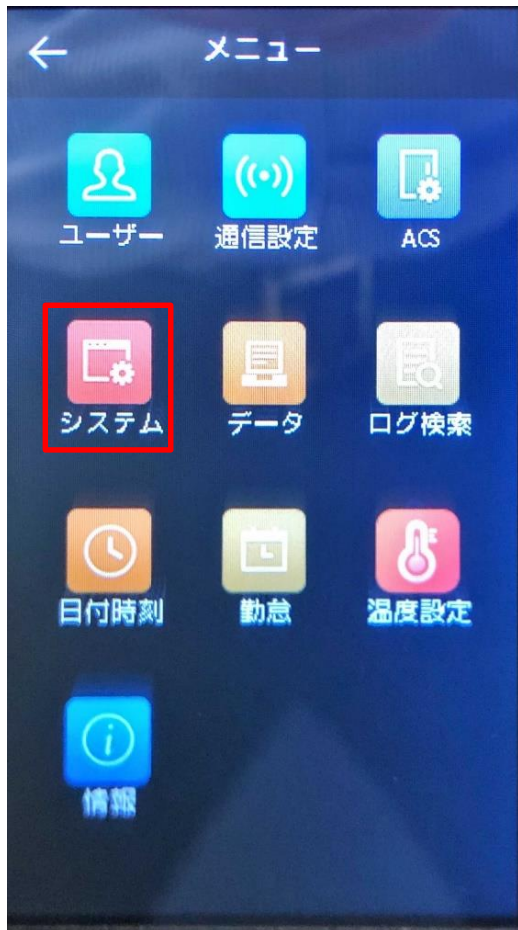 メニュー
ユーザー
通信設定
ACS
システム
データ
ログ検索
日付時刻
勤怠
温度設定
情報